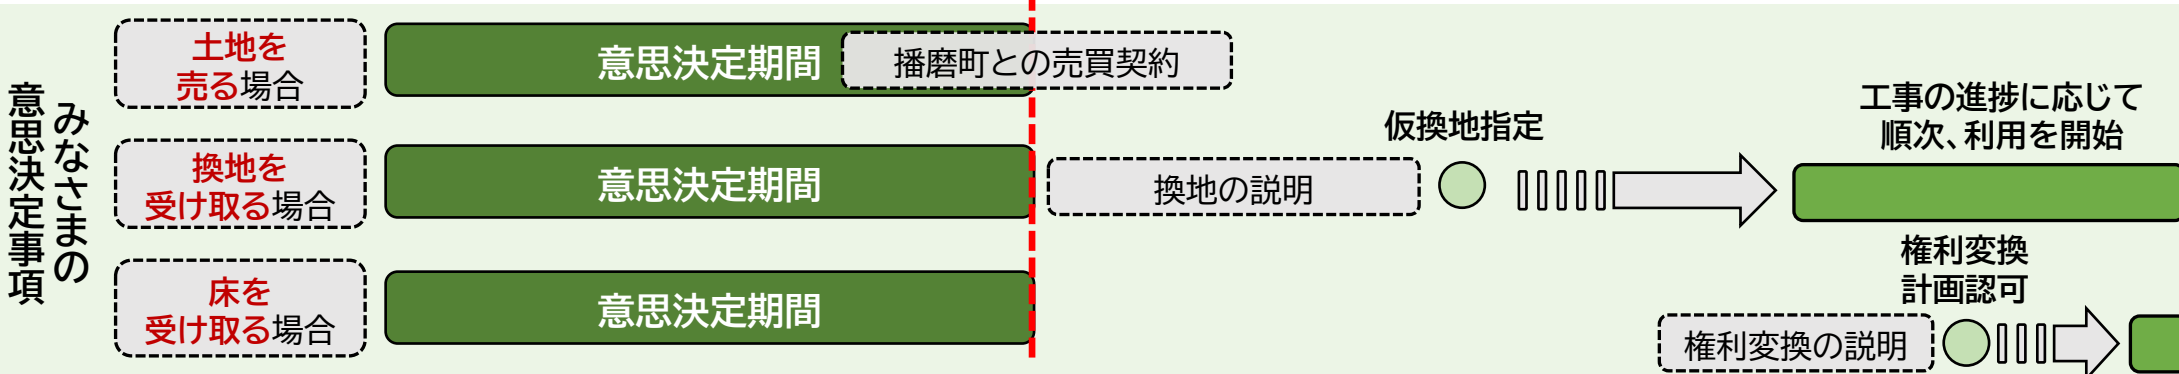 みなさまの
意思決定事項
土地を
売る場合
意思決定期間
播磨町との売買契約
換地を
受け取る場合
意思決定期間
換地の説明
仮換地指定
工事の進捗に応じて
順次、利用を開始
床を
受け取る場合
意思決定期間
権利変換の説明
権利変換
計画認可